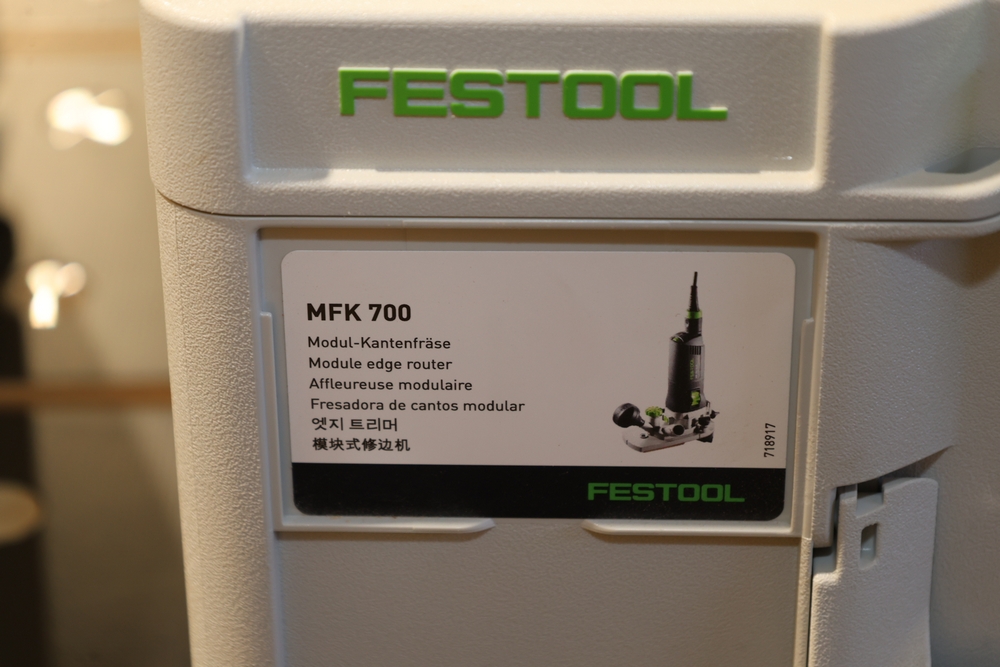 FESTOOL
MFK 700
Modul-Kantenfräse
Module edge router
Affleureuse modulaire
Fresadora de cantos modular
엣지 트리머
模块式修边机
718917
FESTOOL